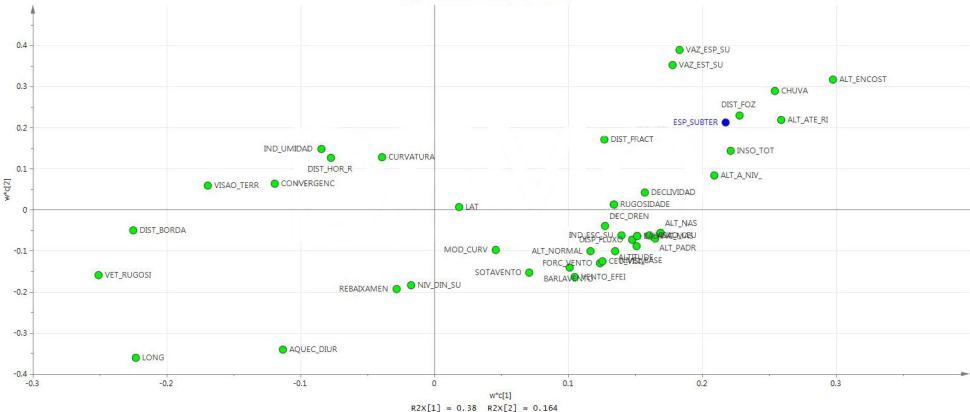 0.4
VAZ_ESP_SU
VAZ_EST_SU
0.3
ALT_ENCOST
CHUVA
DIST_FOZ
ESP_SUBTER
ALT_ATE_RI
0.2
DIST_FRACT
IND_UMIDAD
CURVATURA
INSO_TOT
DIST_HOR_R
0.1
ALT_A_NIV_
VISAO_TERR
CONVERGENC
DECLIVIDAD
RUGOSIDADE
LAT
0
DEC_DREN
ALT_NAS
DIST_BORDA
IND_ESC_SU
DISP_FLUXO
MOD_CURV
ALT_NORMAL
ALT_PADR
-0.1
ALTITUDE
FORC_VENTO
SOTAVENTO
VET_RUGOSI
BARLAVENTO
VENTO_EFEI
REBAIXAMEN
NIV_DIN_SU
-0.2
-0.3
AQUEC_DIUR
LONG
-0.4
w*c[2]
-0.3 -0.2 -0.1 0 0.1 0.2 0.3
w*c[1]
R2X[1] = 0.38 R2X[2] = 0.164